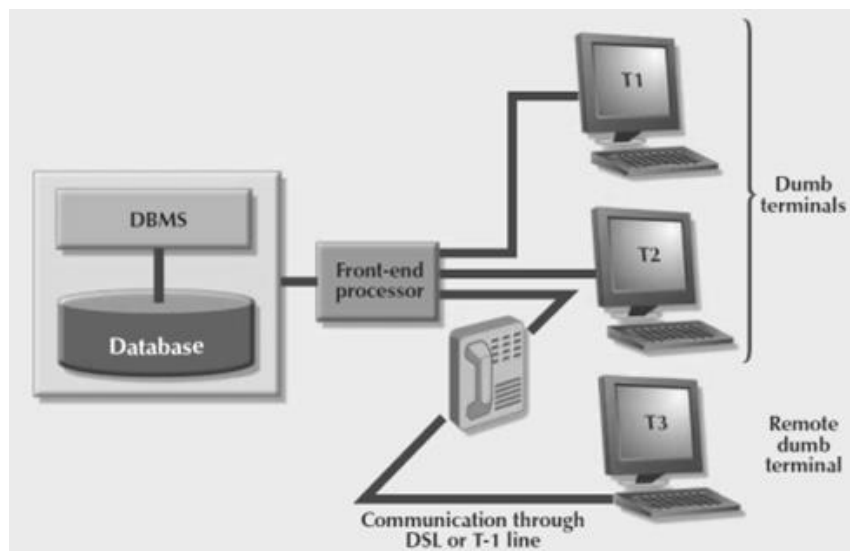 DBMS
Database
Front-end
processor
T1
T2
Dumb
terminals
T3
Remote
dumb
terminal
Communication through
DSL or T-1 line